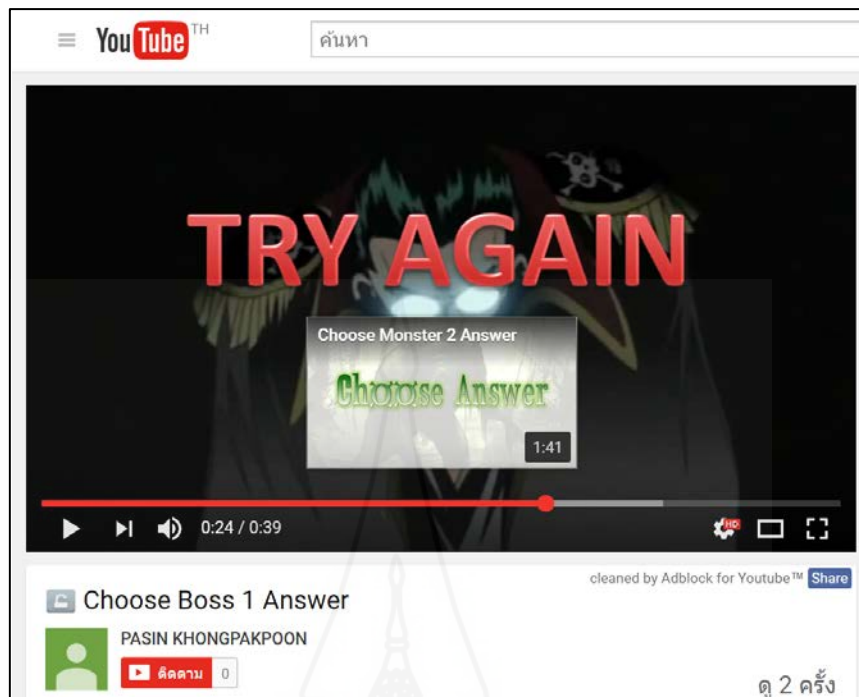 YouTube TH
ค้นหา
TRY AGAIN
Choose Monster 2 Answer
Choose Answer
1:41
0:24 / 0:39
HD
cleaned by Adblock for Youtube™ Share
Choose Boss 1 Answer
PASIN KHONGPAKPOON
ติดตาม 0
ดู 2 ครั้ง